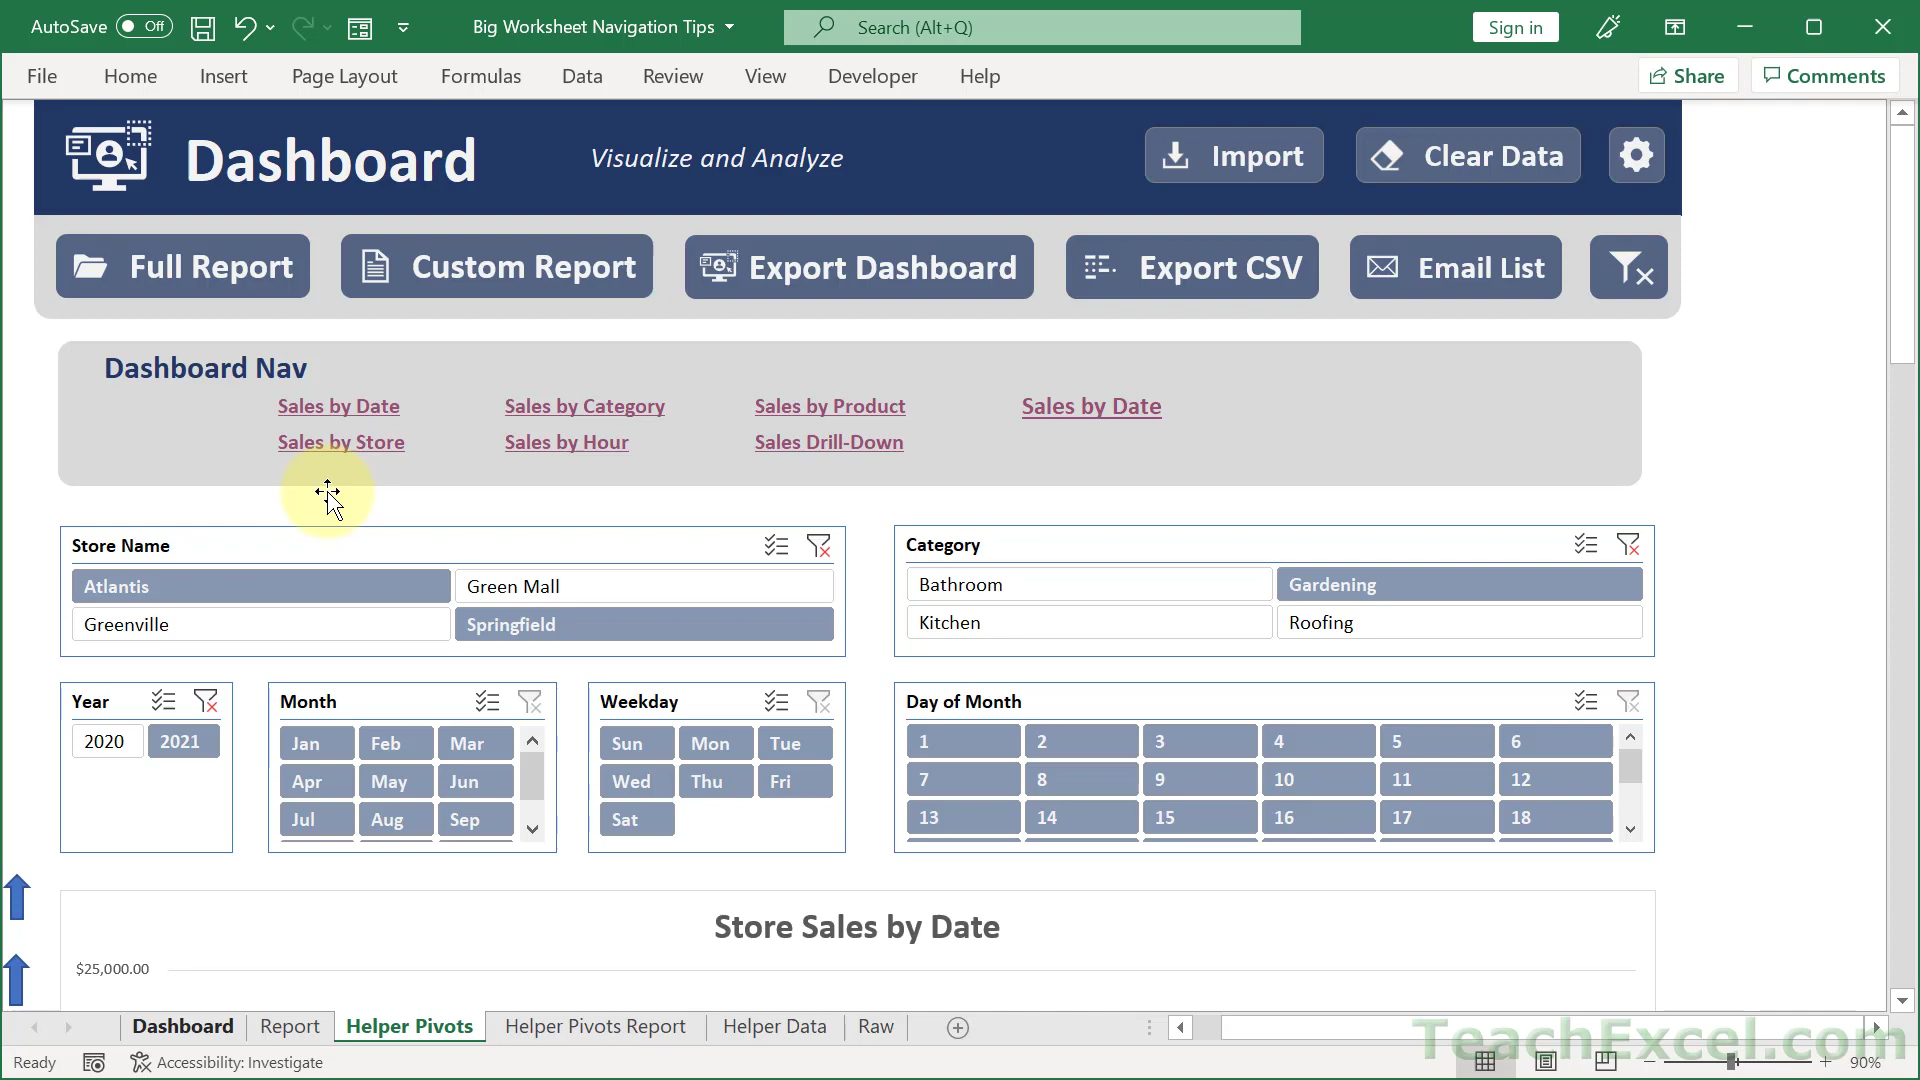 AutoSave Off Big Worksheet Navigation Tips Search (Alt+Q) Sign in
File Home Insert Page Layout Formulas Data Review View Developer Help Share Comments
Dashboard Visualize and Analyze Import Clear Data
Full Report Custom Report Export Dashboard Export CSV Email List
Dashboard Nav
Sales by Date Sales by Category Sales by Product Sales by Date
Sales by Store Sales by Hour Sales Drill-Down
Store Name Category
Atlantis Green Mall Bathroom Gardening
Greenville Springfield Kitchen Roofing
Year Month Weekday Day of Month
2020 2021 Jan Feb Mar Sun Mon Tue 1 2 3 4 5 6
Apr May Jun Wed Thu Fri 7 8 9 10 11 12
Jul Aug Sep Sat 13 14 15 16 17 18
Store Sales by Date
$25,000.00
Dashboard Report Helper Pivots Helper Pivots Report Helper Data Raw
TeachExcel.com
Ready Accessibility: Investigate 90%